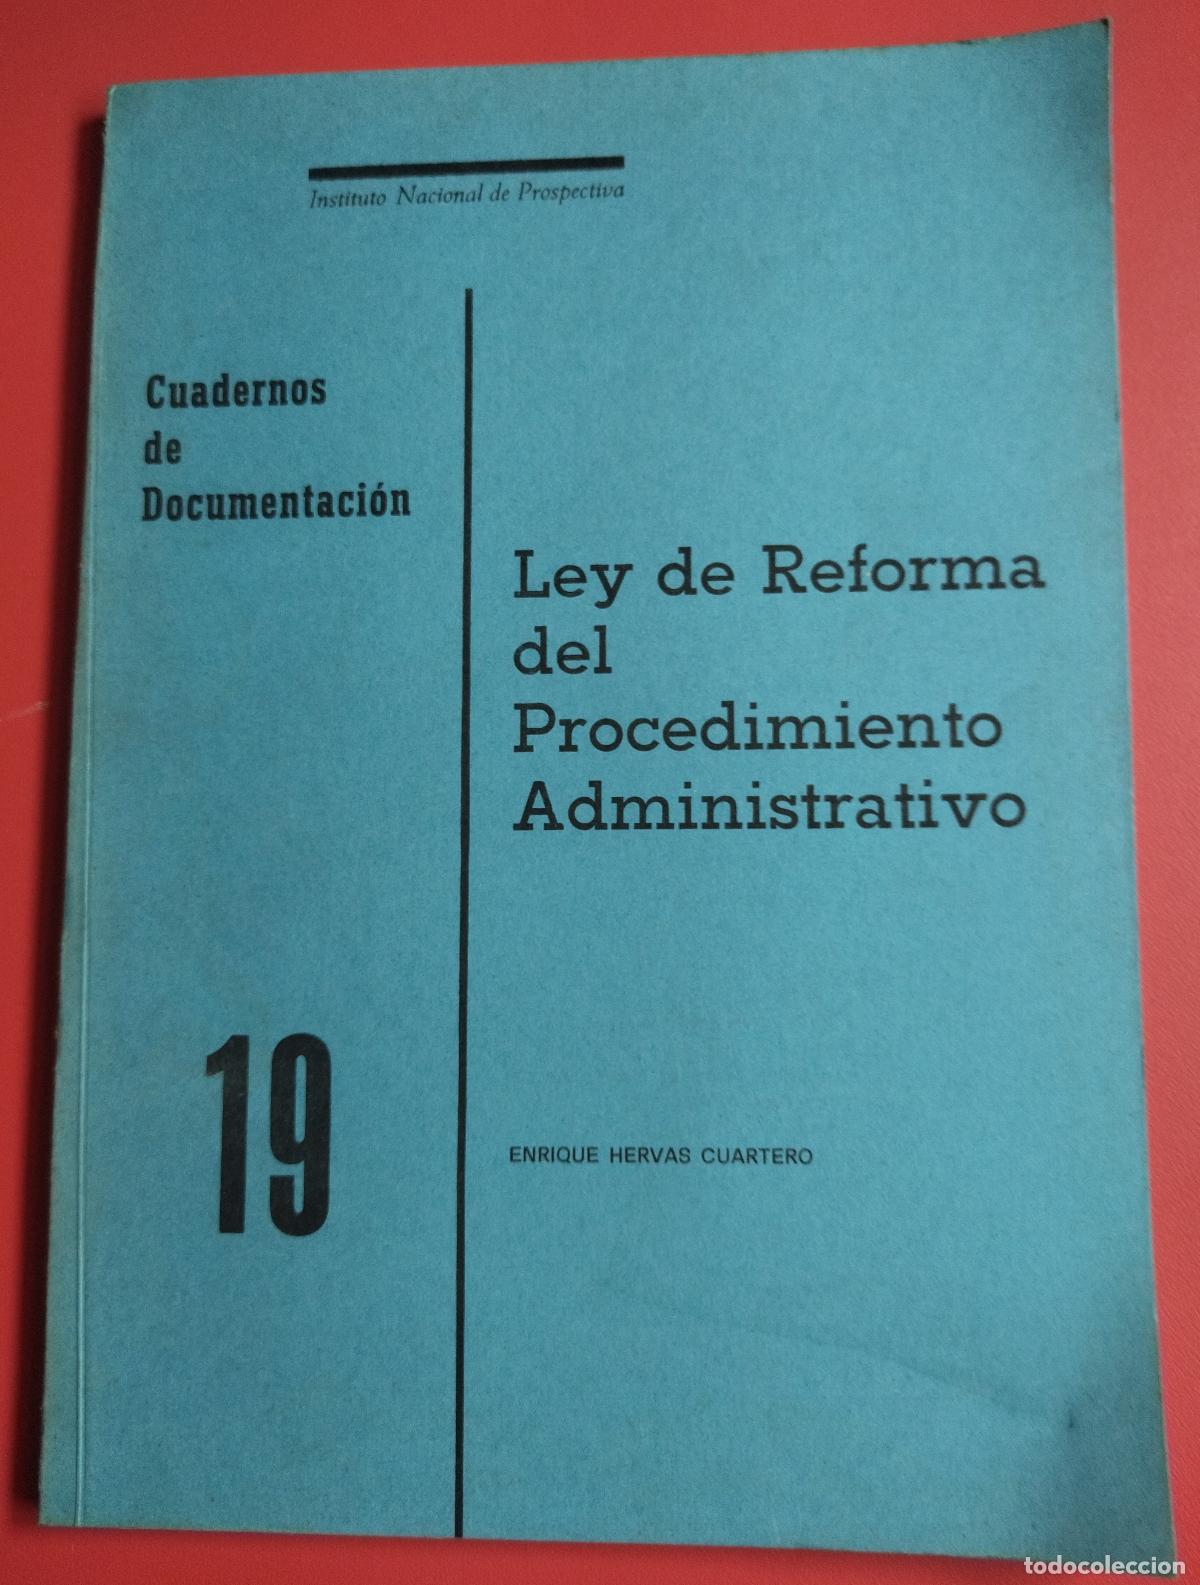 Instituto Nacional de Prospectiva
Cuadernos
de
Documentación
Ley de Reforma
del
Procedimiento
Administrativo
19
ENRIQUE HERVAS CUARTERO
todocoleccion